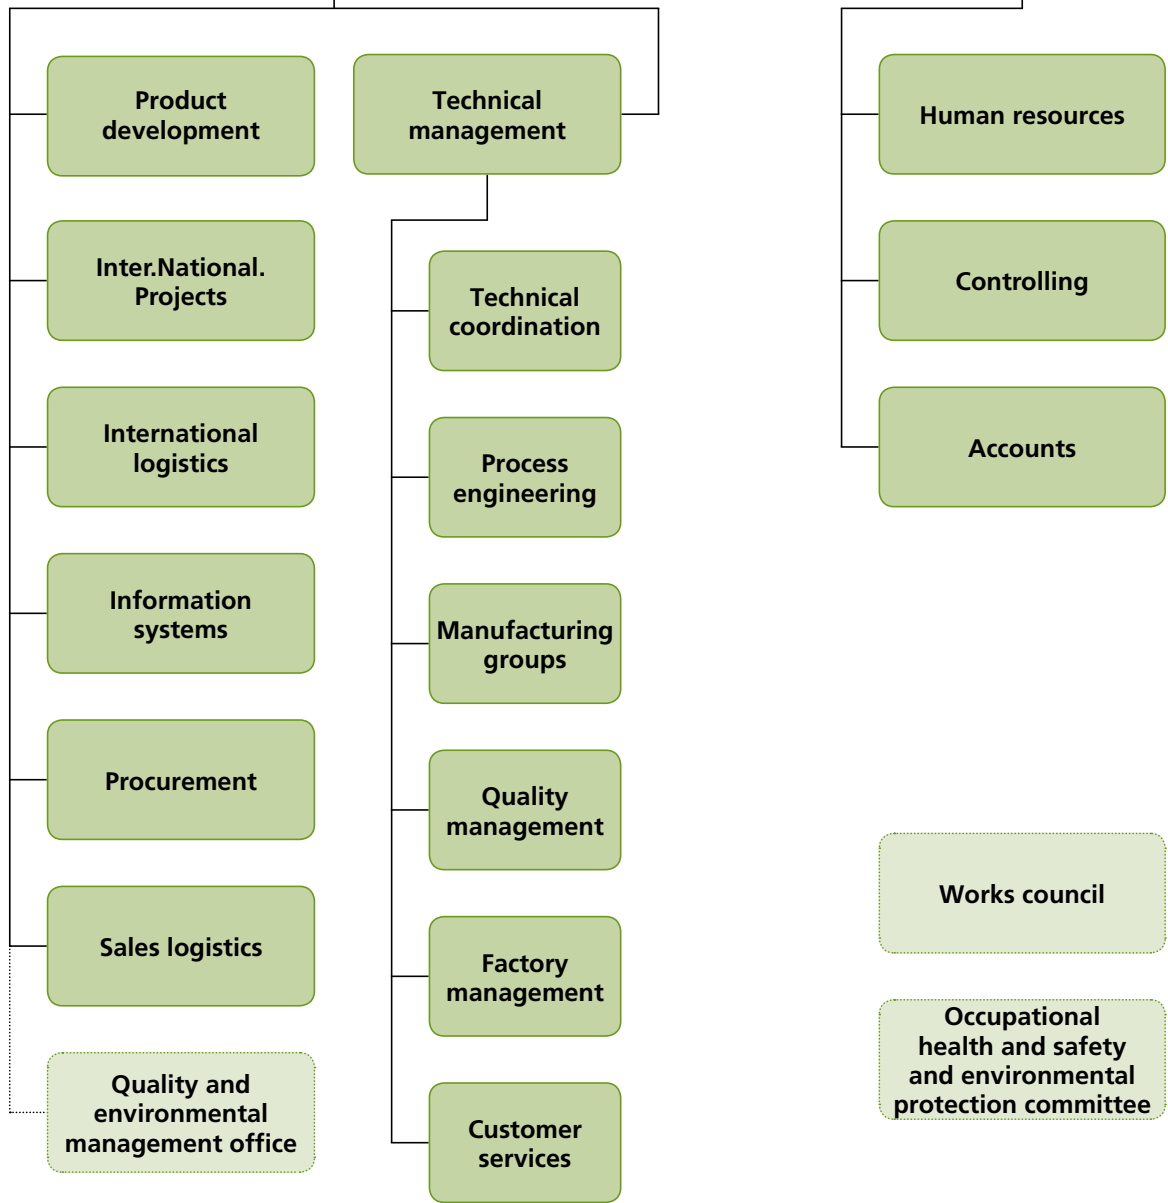 Product
development
Technical
management
Human resources
Inter.National.
Projects
Technical
coordination
Controlling
International
logistics
Process
engineering
Accounts
Information
systems
Manufacturing
groups
Procurement
Quality
management
Works council
Sales logistics
Factory
management
Occupational
health and safety
and environmental
protection committee
Quality and
environmental
management office
Customer
services